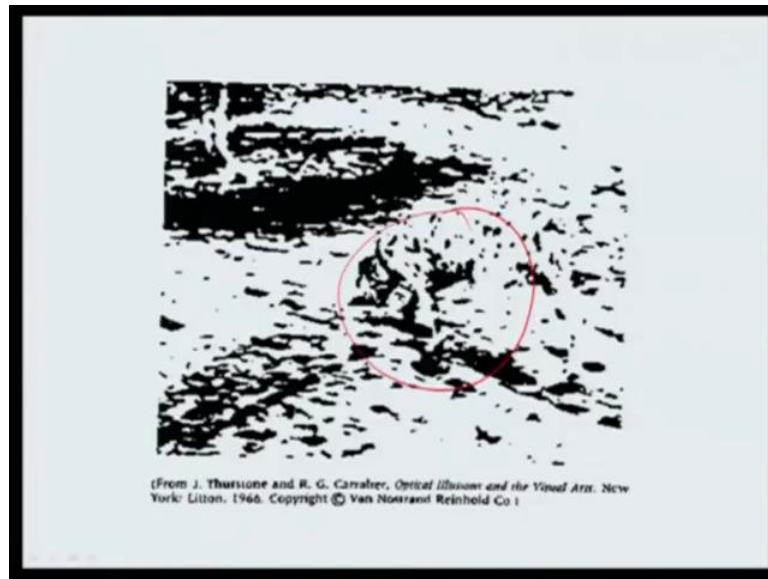 (From J. Thurstone and R. G. Carraher, Optical Illusions and the Visual Arts. New
York: Litton, 1966. Copyright © Van Nostrand Reinhold Co.)